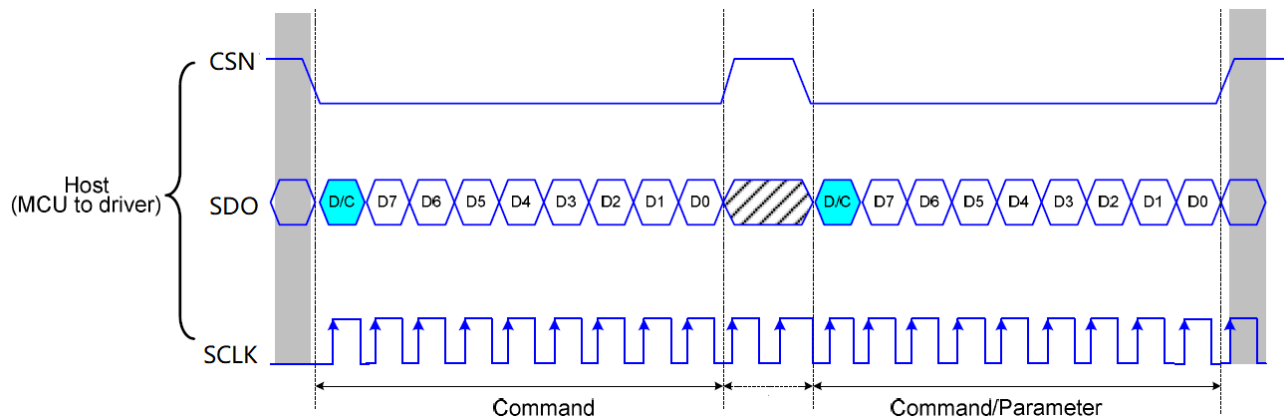 CSN
Host
(MCU to driver)
SDO
D/C D7 D6 D5 D4 D3 D2 D1 D0 D/C D7 D6 D5 D4 D3 D2 D1 D0
SCLK
Command Command/Parameter